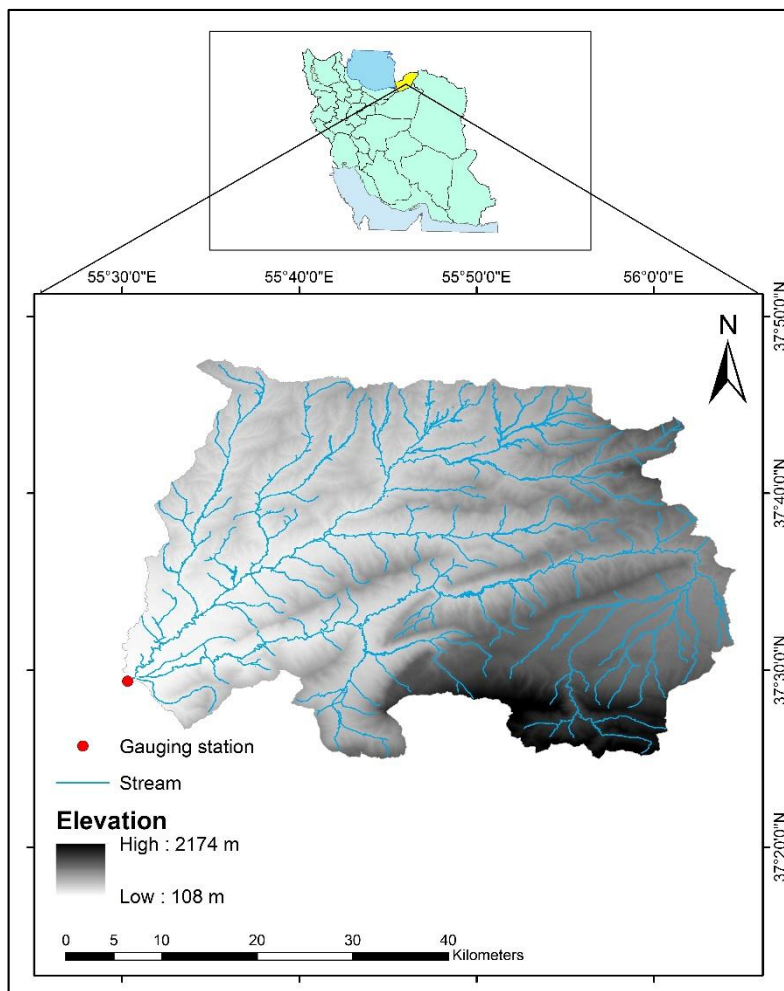 55°30'0"E 55°40'0"E 55°50'0"E 56°0'0"E
37°50'0"N
N
37°40'0"N
37°30'0"N
Gauging station
Stream
Elevation
High : 2174 m
37°20'0"N
Low : 108 m
0 5 10 20 30 40
Kilometers